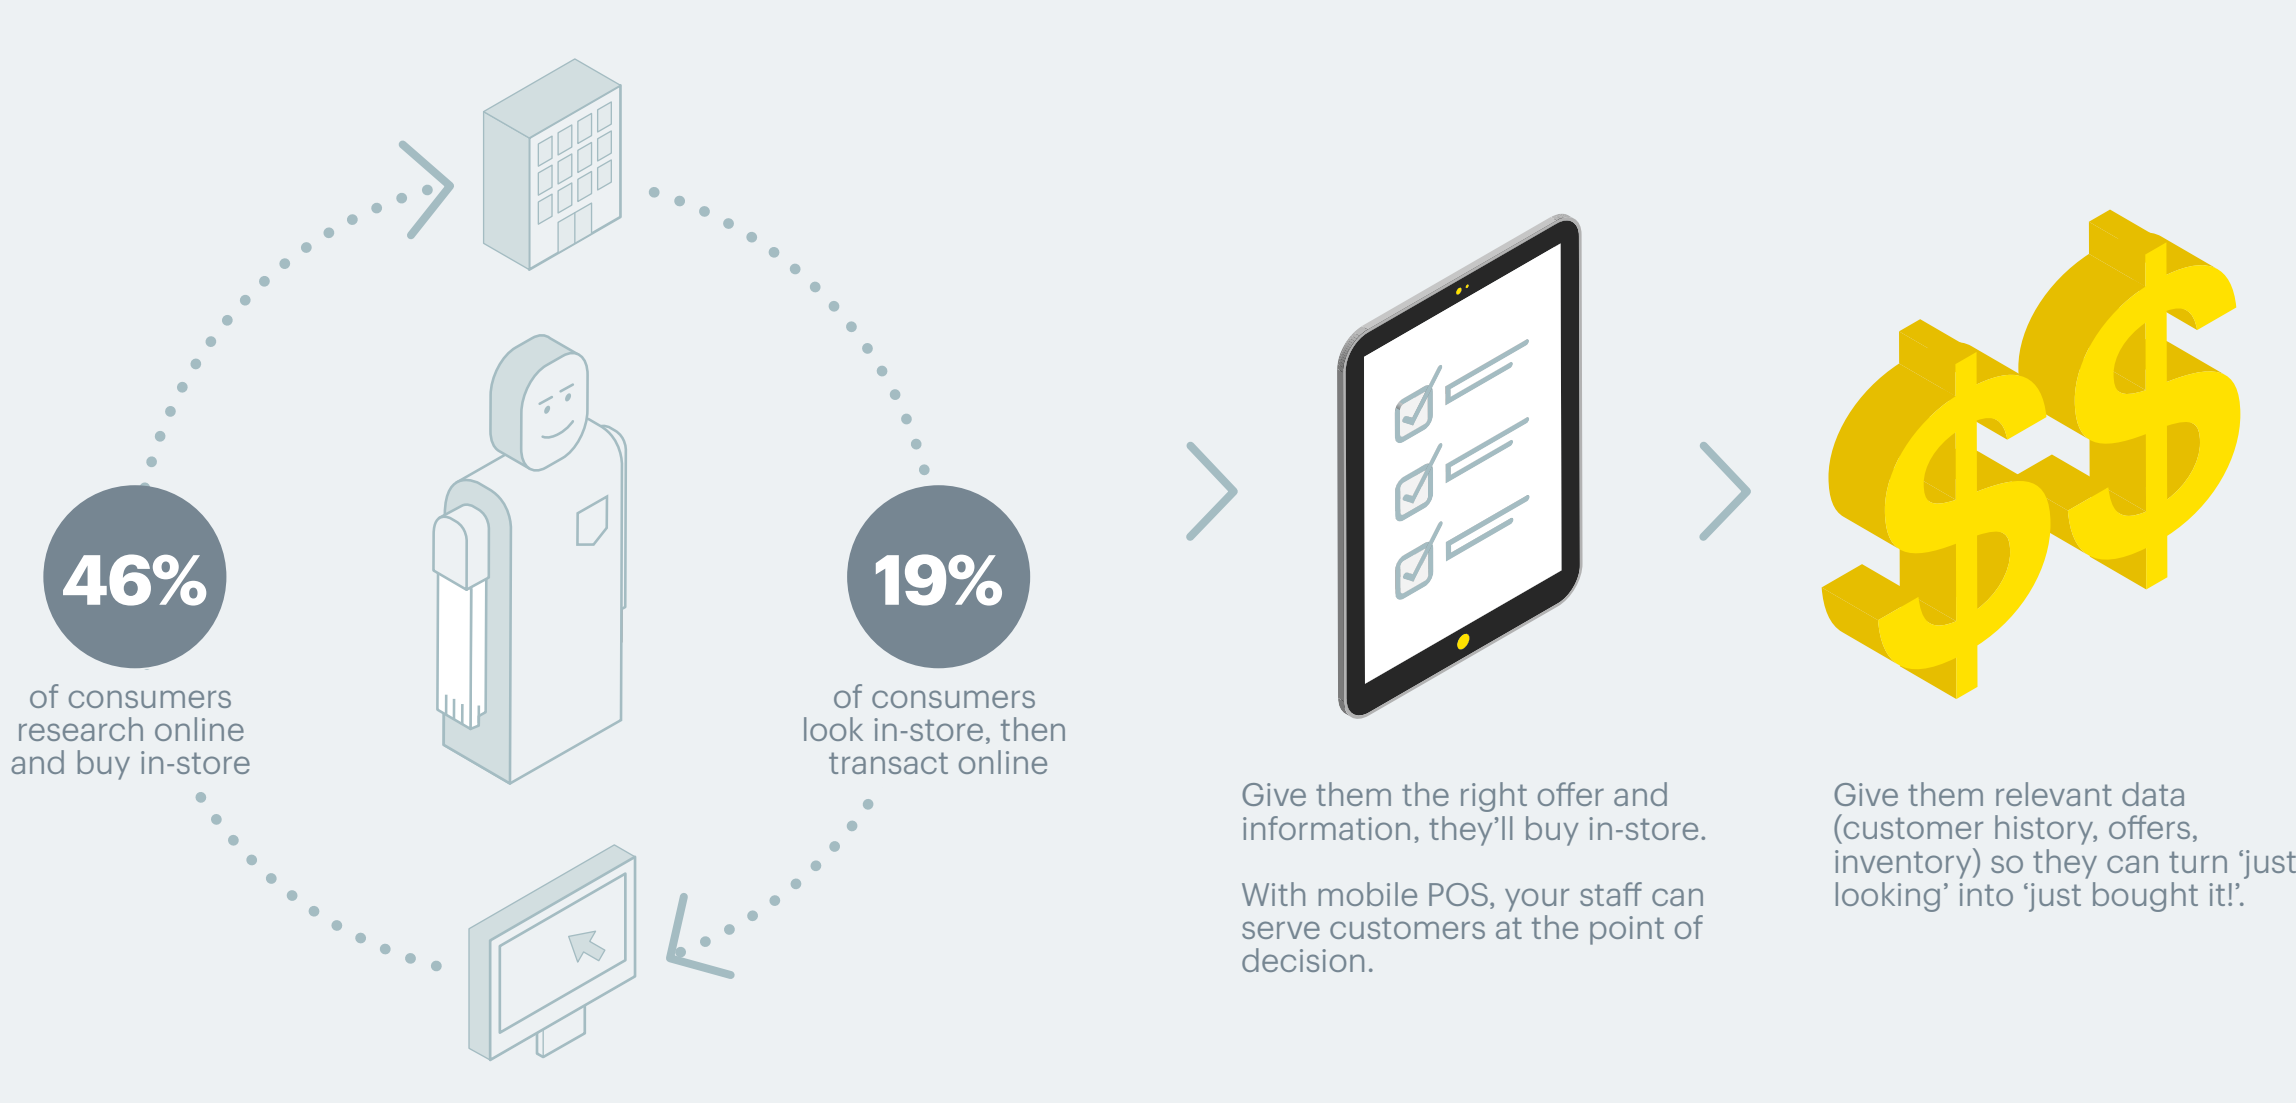 46%
of consumers
research online
and buy in-store
19%
of consumers
look in-store, then
transact online
Give them the right offer and
information, they’ll buy in-store.
With mobile POS, your staff can
serve customers at the point of
decision.
Give them relevant data
(customer history, offers,
inventory) so they can turn ‘just
looking’ into ‘just bought it!’.